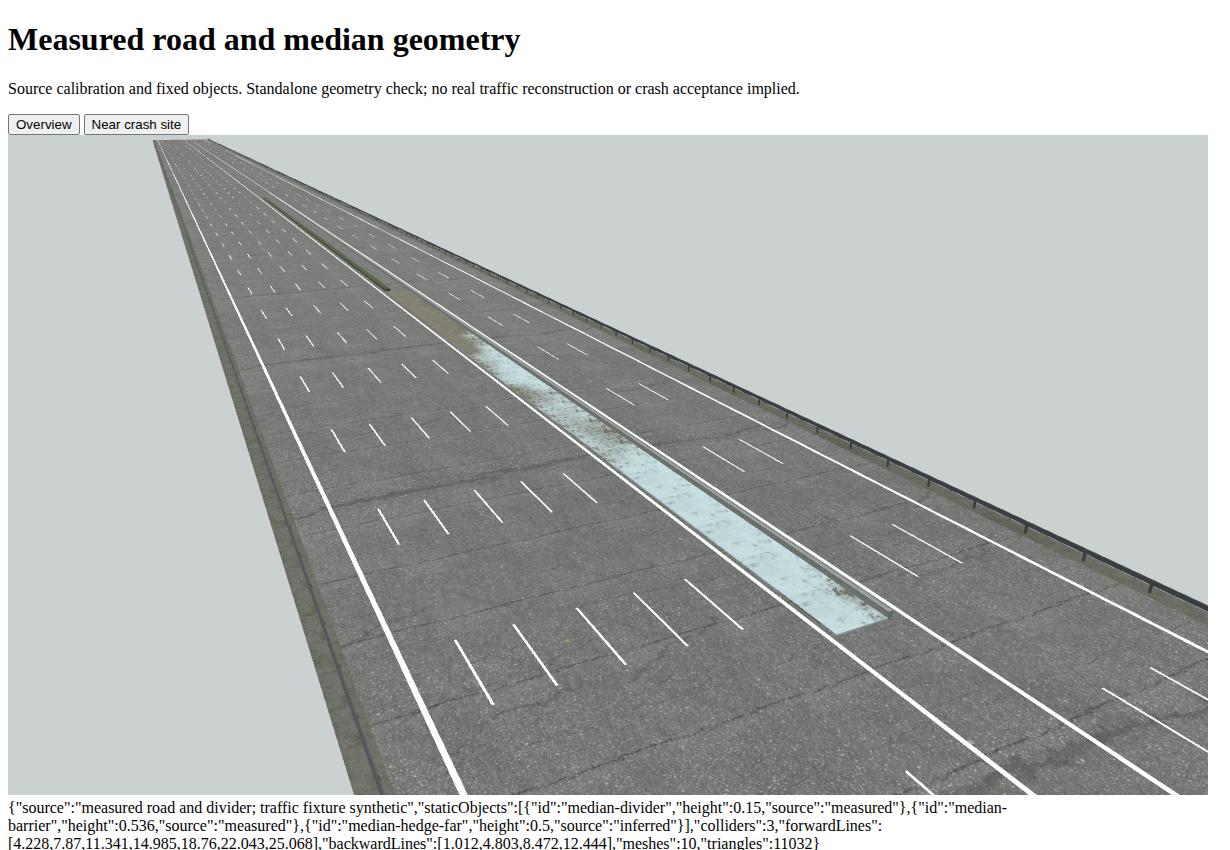 Measured road and median geometry
Source calibration and fixed objects. Standalone geometry check; no real traffic reconstruction or crash acceptance implied.
Overview Near crash site
{"source":"measured road and divider; traffic fixture synthetic","staticObjects":[{"id":"median-divider","height":0.15,"source":"measured"},{"id":"median-
barrier","height":0.536,"source":"measured"},{"id":"median-hedge-far","height":0.5,"source":"inferred"}],"colliders":3,"forwardLines":
[4.228,7.87,11.341,14.985,18.76,22.043,25.068],"backwardLines":[1.012,4.803,8.472,12.444],"meshes":10,"triangles":11032}